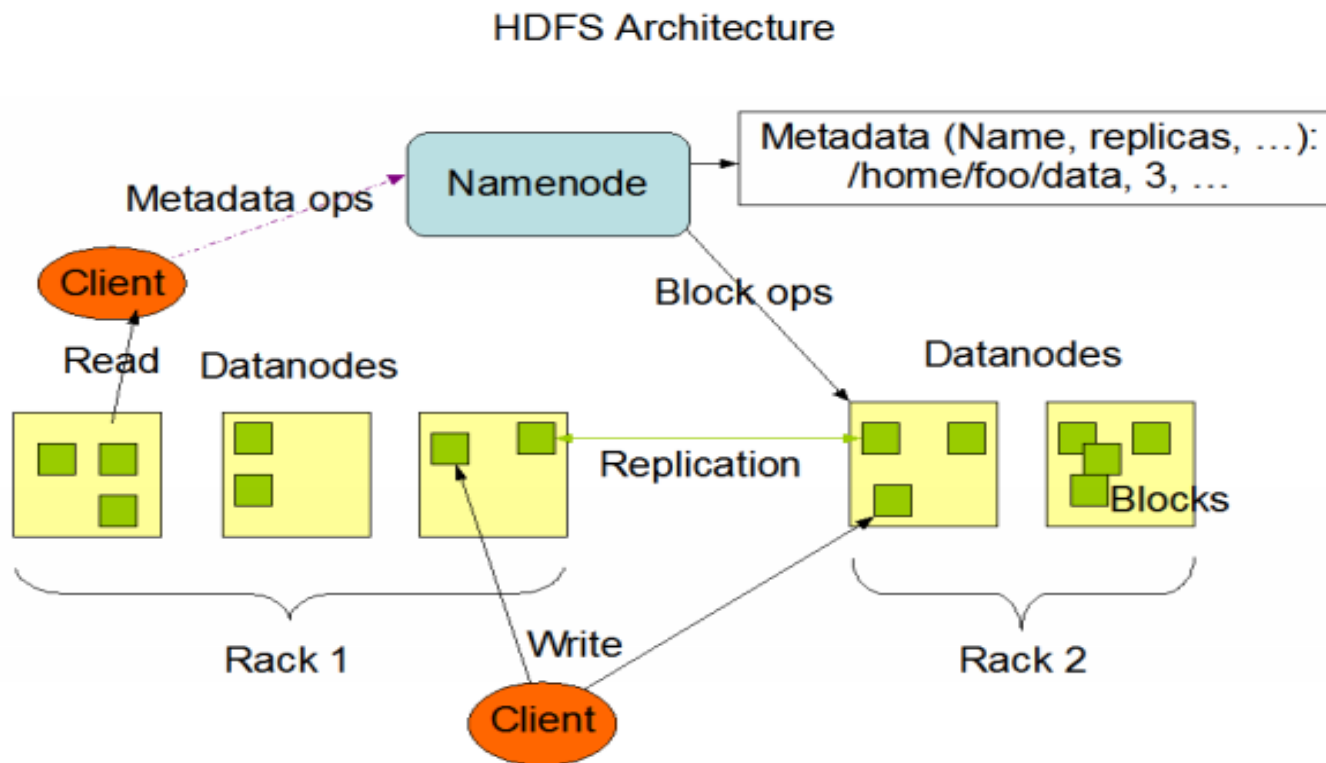 HDFS Architecture
Metadata (Name, replicas, …):
/home/foo/data, 3, …
Namenode
Metadata ops
Client
Block ops
Read
Datanodes
Datanodes
Replication
Blocks
Rack 1
Write
Rack 2
Client